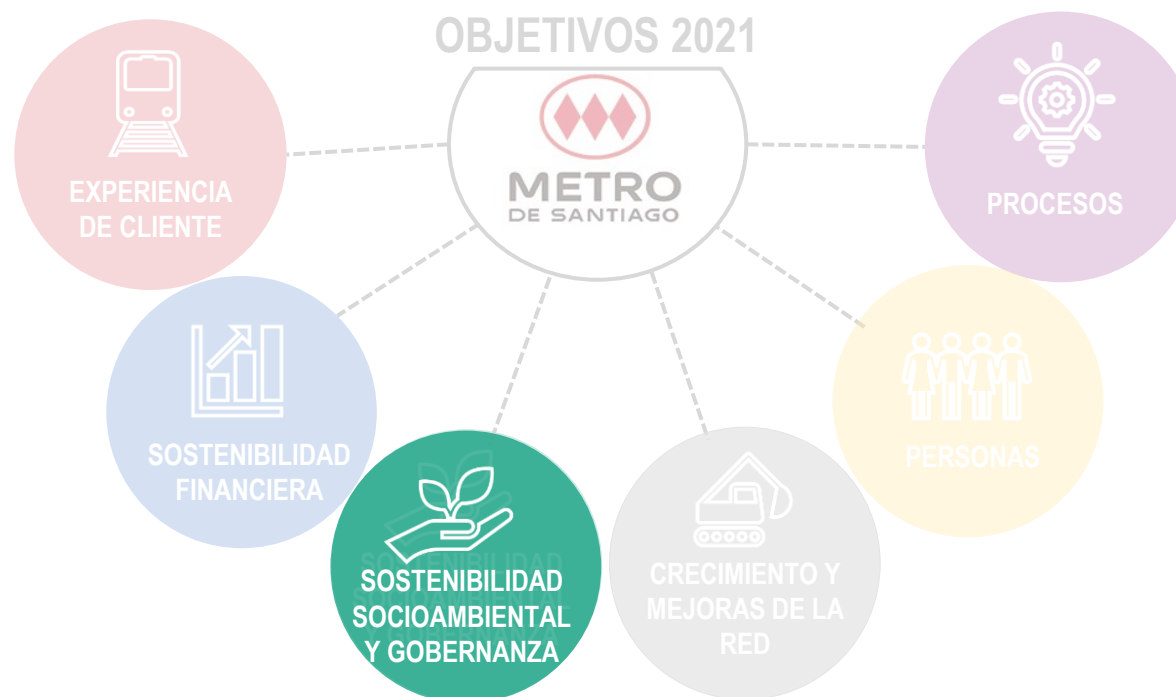 OBJETIVOS 2021
METRO
DE SANTIAGO
EXPERIENCIA
DE CLIENTE
SOSTENIBILIDAD
FINANCIERA
SOSTENIBILIDAD
SOCIOAMBIENTAL
Y GOBERNANZA
CRECIMIENTO Y
MEJORAS DE LA
RED
PERSONAS
PROCESOS